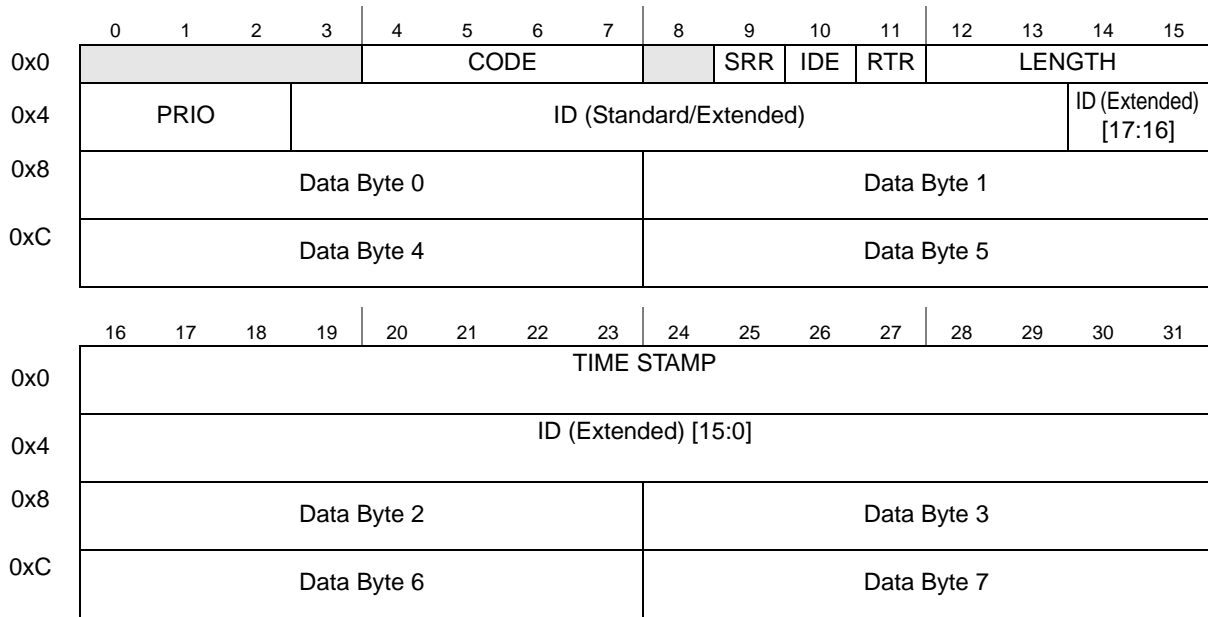 0 1 2 3 4 5 6 7 8 9 10 11 12 13 14 15
0x0 CODE SRR IDE RTR LENGTH
0x4 PRIO ID (Standard/Extended) ID (Extended)
[17:16]
0x8 Data Byte 0 Data Byte 1
0xC Data Byte 4 Data Byte 5
16 17 18 19 20 21 22 23 24 25 26 27 28 29 30 31
0x0 TIME STAMP
0x4 ID (Extended) [15:0]
0x8 Data Byte 2 Data Byte 3
0xC Data Byte 6 Data Byte 7